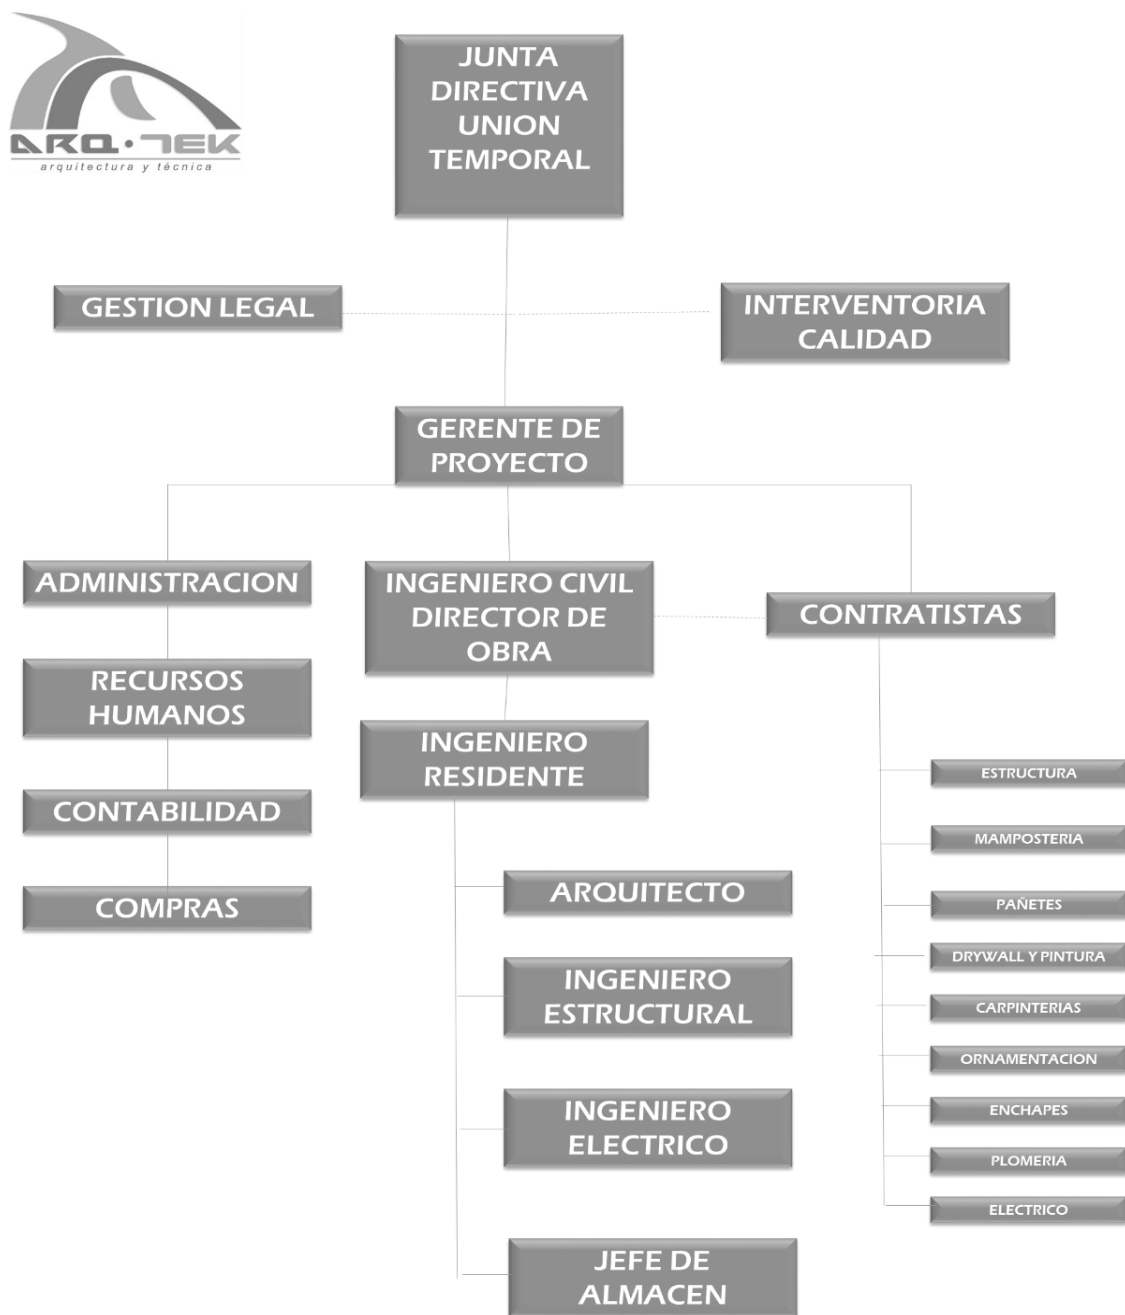 ARQ·TEK
arquitectura y técnica
JUNTA
DIRECTIVA
UNION
TEMPORAL
GESTION LEGAL
INTERVENTORIA
CALIDAD
GERENTE DE
PROYECTO
ADMINISTRACION
RECURSOS
HUMANOS
CONTABILIDAD
COMPRAS
INGENIERO CIVIL
DIRECTOR DE
OBRA
INGENIERO
RESIDENTE
ARQUITECTO
INGENIERO
ESTRUCTURAL
INGENIERO
ELECTRICO
JEFE DE
ALMACEN
CONTRATISTAS
ESTRUCTURA
MAMPOSTERIA
PAÑETES
DRYWALL Y PINTURA
CARPINTERIAS
ORNAMENTACION
ENCHAPES
PLOMERIA
ELECTRICO